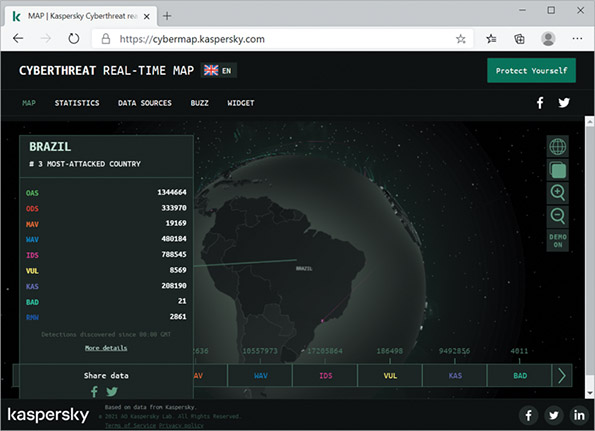 MAP | Kaspersky Cyberthreat rea
https://cybermap.kaspersky.com
CYBERTHREAT REAL-TIME MAP EN
Protect Yourself
MAP STATISTICS DATA SOURCES BUZZ WIDGET
BRAZIL
# 3 MOST-ATTACKED COUNTRY
OAS 1344664
ODS 333970
MAV 19169
WAV 480184
IDS 788545
VUL 8569
KAS 208190
BAD 21
RMW 2861
Detections discovered since 00:00 GMT
More details
Share data
BRAZIL
DEMO
ON
2636 10557973 17205864 186498 9492856 4011
AV WAV IDS VUL KAS BAD
kaspersky
Based on data from Kaspersky.
© 2021 AO Kaspersky Lab. All Rights Reserved.
Terms of Service Privacy policy